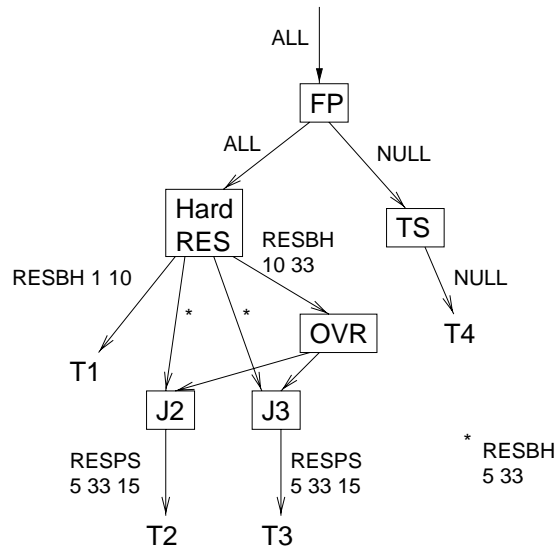 ALL
FP
ALL
NULL
Hard
RES
TS
RESBH
10 33
RESBH 1 10
NULL
*
*
OVR
T4
T1
J2
J3
*
RESBH
5 33
RESPS
5 33 15
RESPS
5 33 15
T2
T3